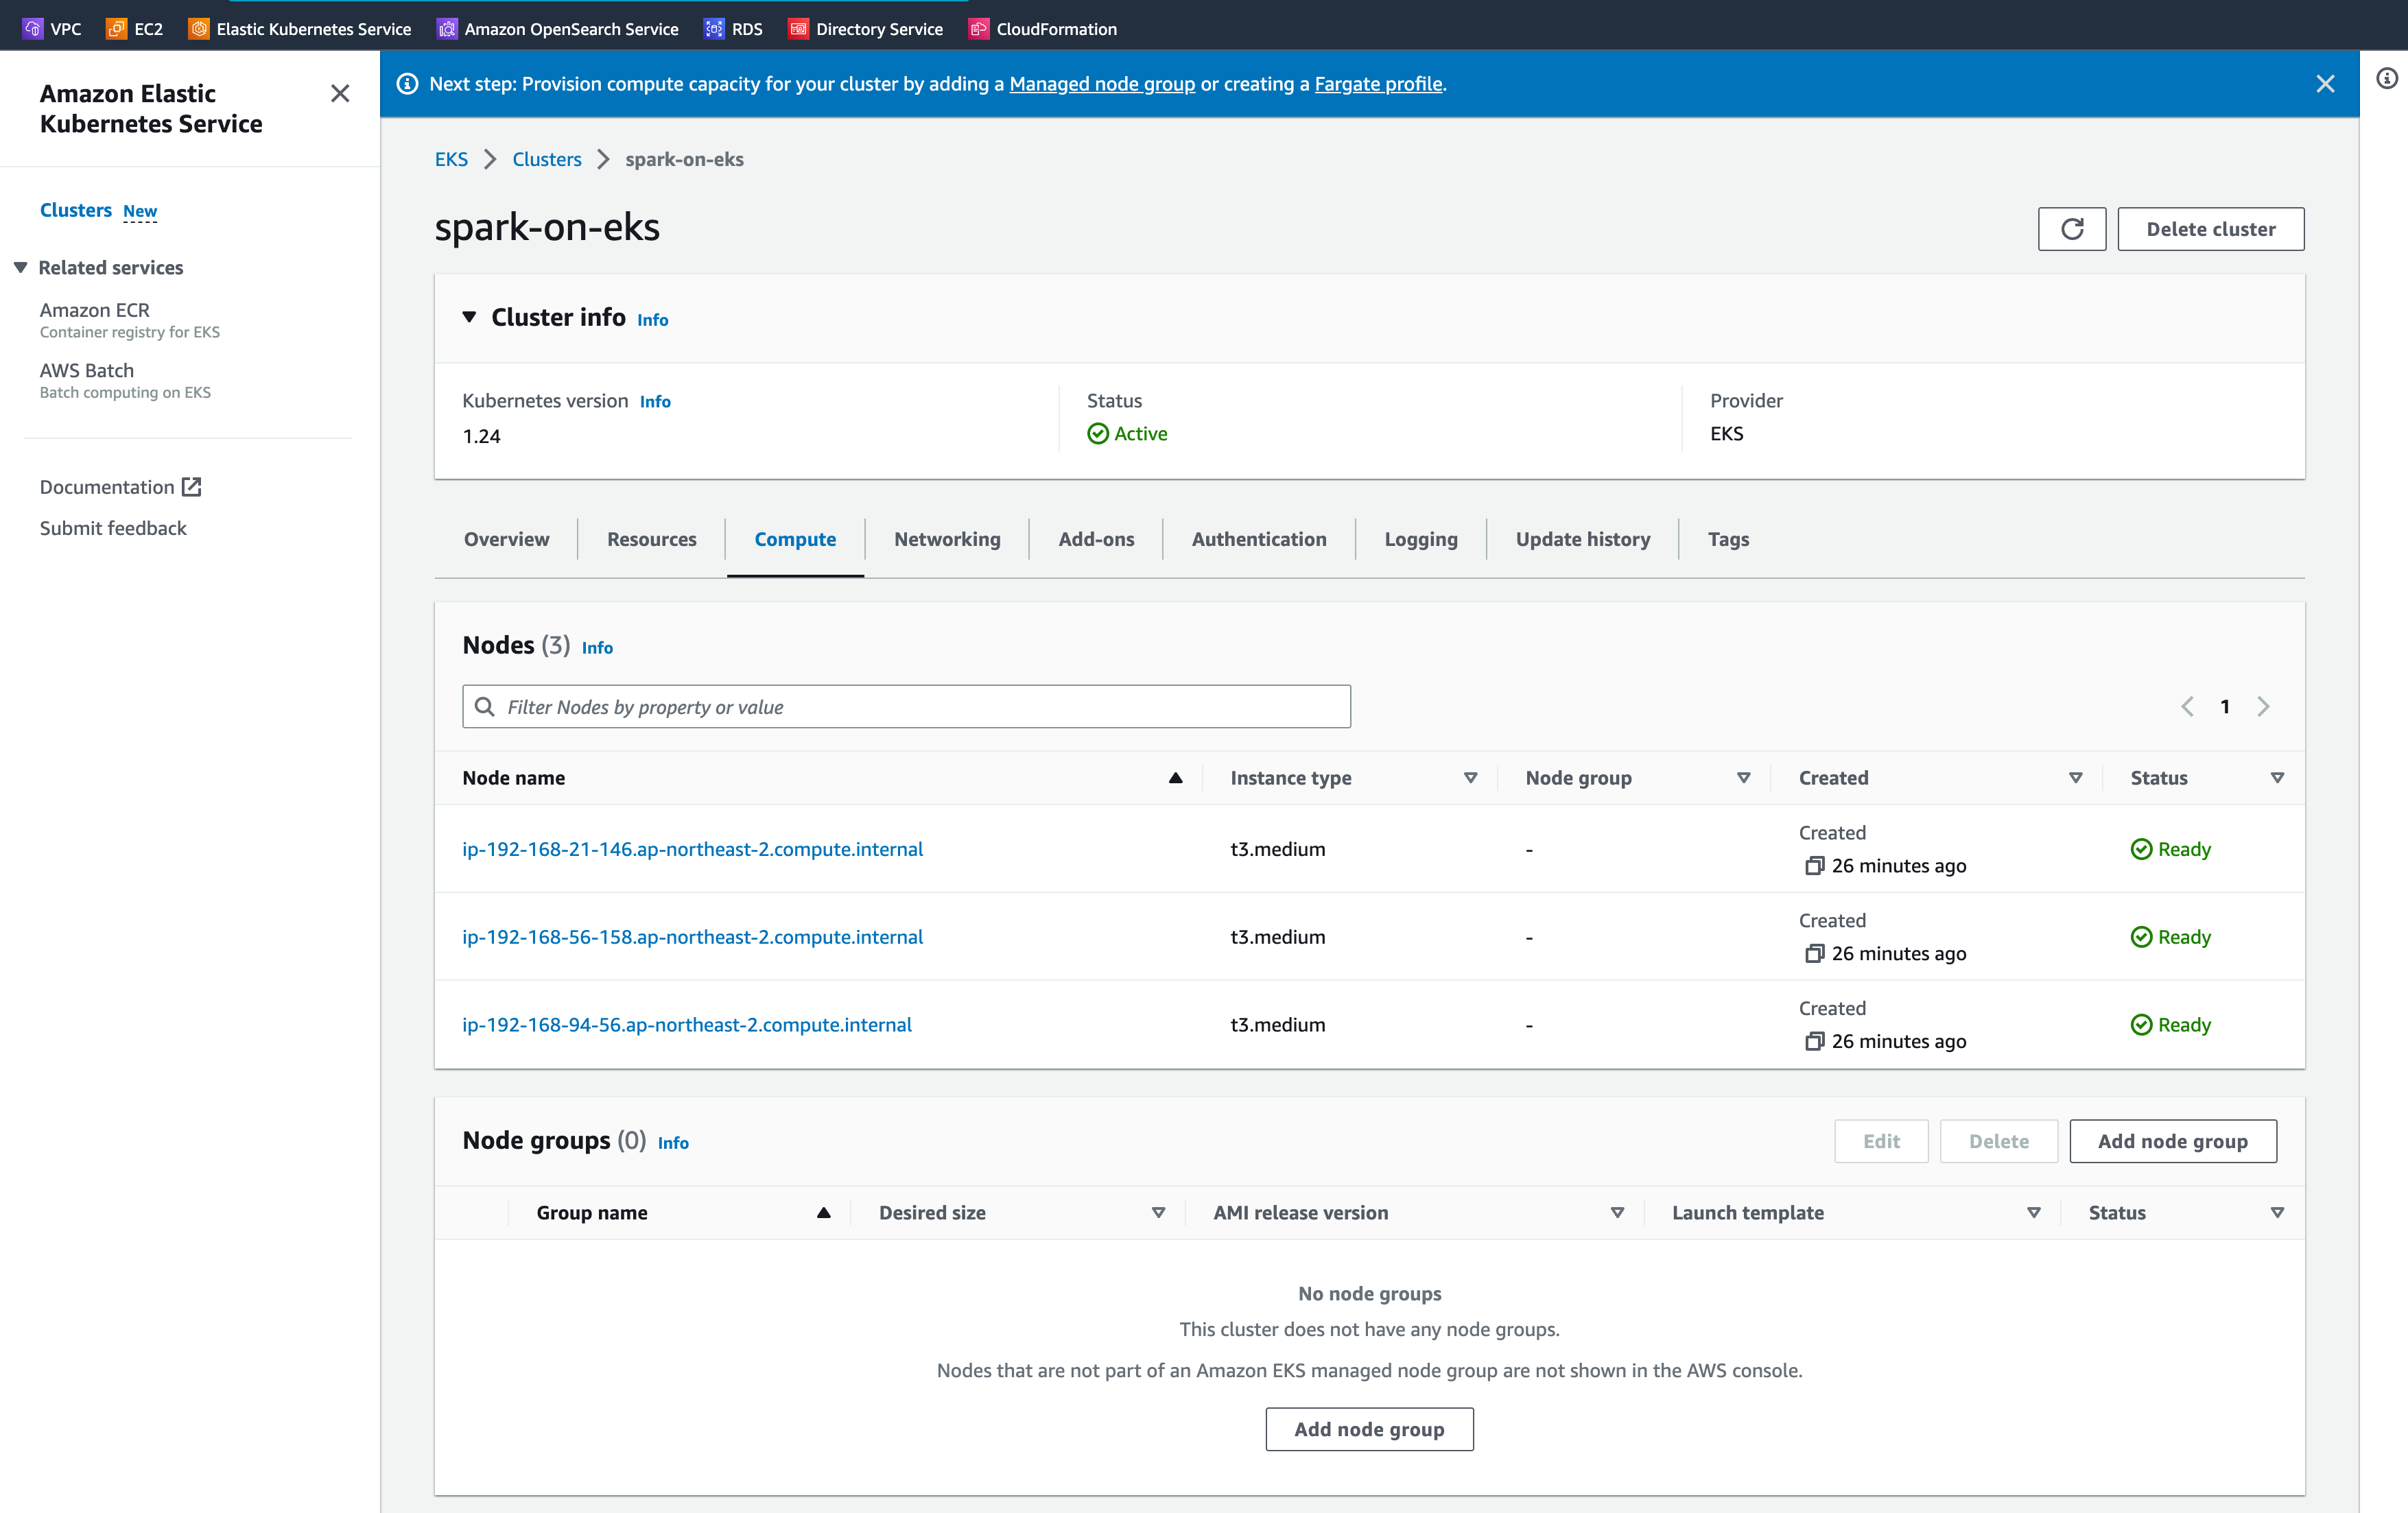 VPC EC2 Elastic Kubernetes Service Amazon OpenSearch Service RDS Directory Service CloudFormation
Amazon Elastic
Kubernetes Service
Clusters New
Related services
Amazon ECR
Container registry for EKS
AWS Batch
Batch computing on EKS
Documentation
Submit feedback
Next step: Provision compute capacity for your cluster by adding a Managed node group or creating a Fargate profile.
EKS Clusters spark-on-eks
spark-on-eks
Delete cluster
Cluster info Info
Kubernetes version Info
1.24
Status
Active
Provider
EKS
Overview Resources Compute Networking Add-ons Authentication Logging Update history Tags
Nodes (3) Info
Filter Nodes by property or value
1
Node name Instance type Node group Created Status
ip-192-168-21-146.ap-northeast-2.compute.internal t3.medium - Created
26 minutes ago Ready
ip-192-168-56-158.ap-northeast-2.compute.internal t3.medium - Created
26 minutes ago Ready
ip-192-168-94-56.ap-northeast-2.compute.internal t3.medium - Created
26 minutes ago Ready
Node groups (0) Info
Edit Delete Add node group
Group name Desired size AMI release version Launch template Status
No node groups
This cluster does not have any node groups.
Nodes that are not part of an Amazon EKS managed node group are not shown in the AWS console.
Add node group